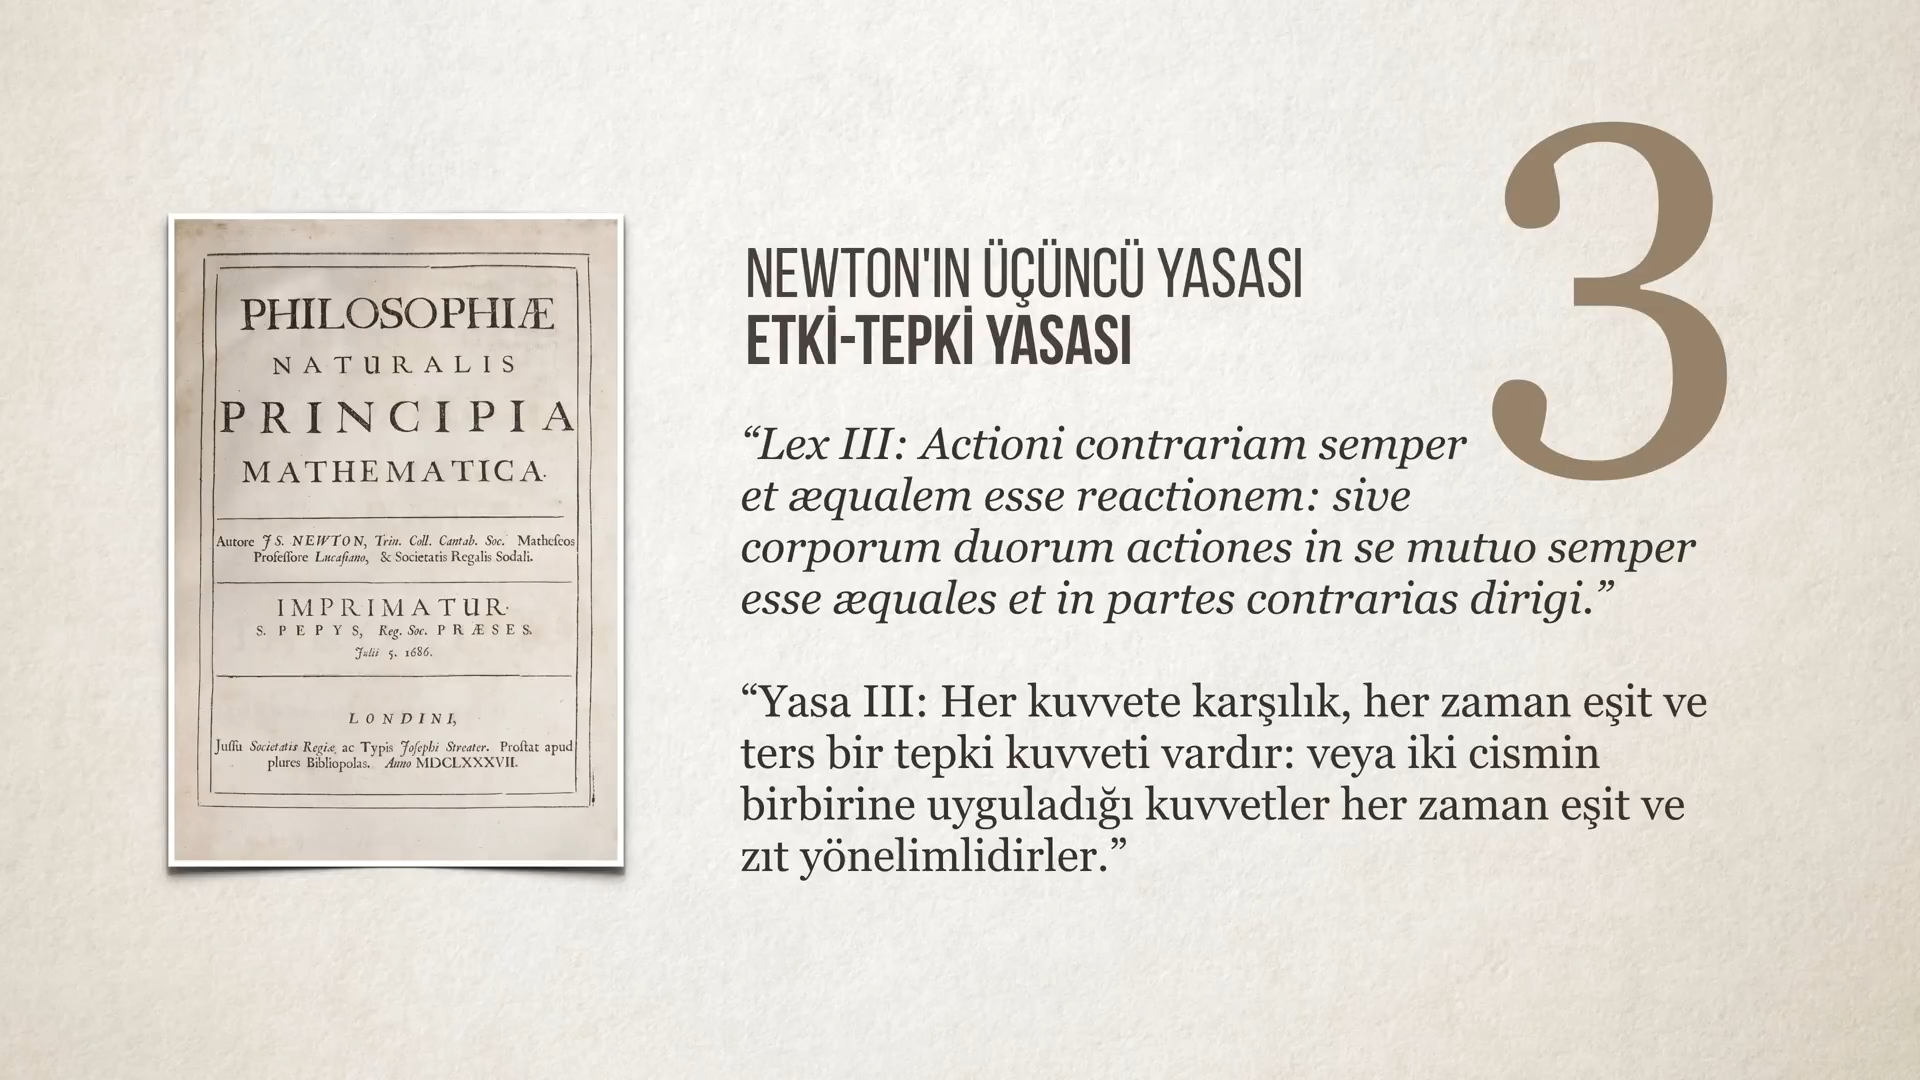 PHILOSOPHIÆ
NATURALIS
PRINCIPIA
MATHEMATICA.
Autore JS. NEWTON, Trin. Coll. Cantab. Soc. Matheseos
Professore Lucasiano, & Societatis Regalis Sodali.
IMPRIMATUR.
S. PEPYS, Reg. Soc. PRÆSES.
Julii 5. 1686.
LONDINI,
Jussu Societatis Regiæ ac Typis Josephi Streater. Prostat apud
plures Bibliopolas. Anno MDCLXXXVII.
3
NEWTON'IN ÜÇÜNCÜ YASASI
ETKİ-TEPKİ YASASI
“Lex III: Actioni contrariam semper
et æqualem esse reactionem: sive
corporum duorum actiones in se mutuo semper
esse æquales et in partes contrarias dirigi.”
“Yasa III: Her kuvvete karşılık, her zaman eşit ve
ters bir tepki kuvveti vardır: veya iki cismin
birbirine uyguladığı kuvvetler her zaman eşit ve
zıt yönelimlidirler.”